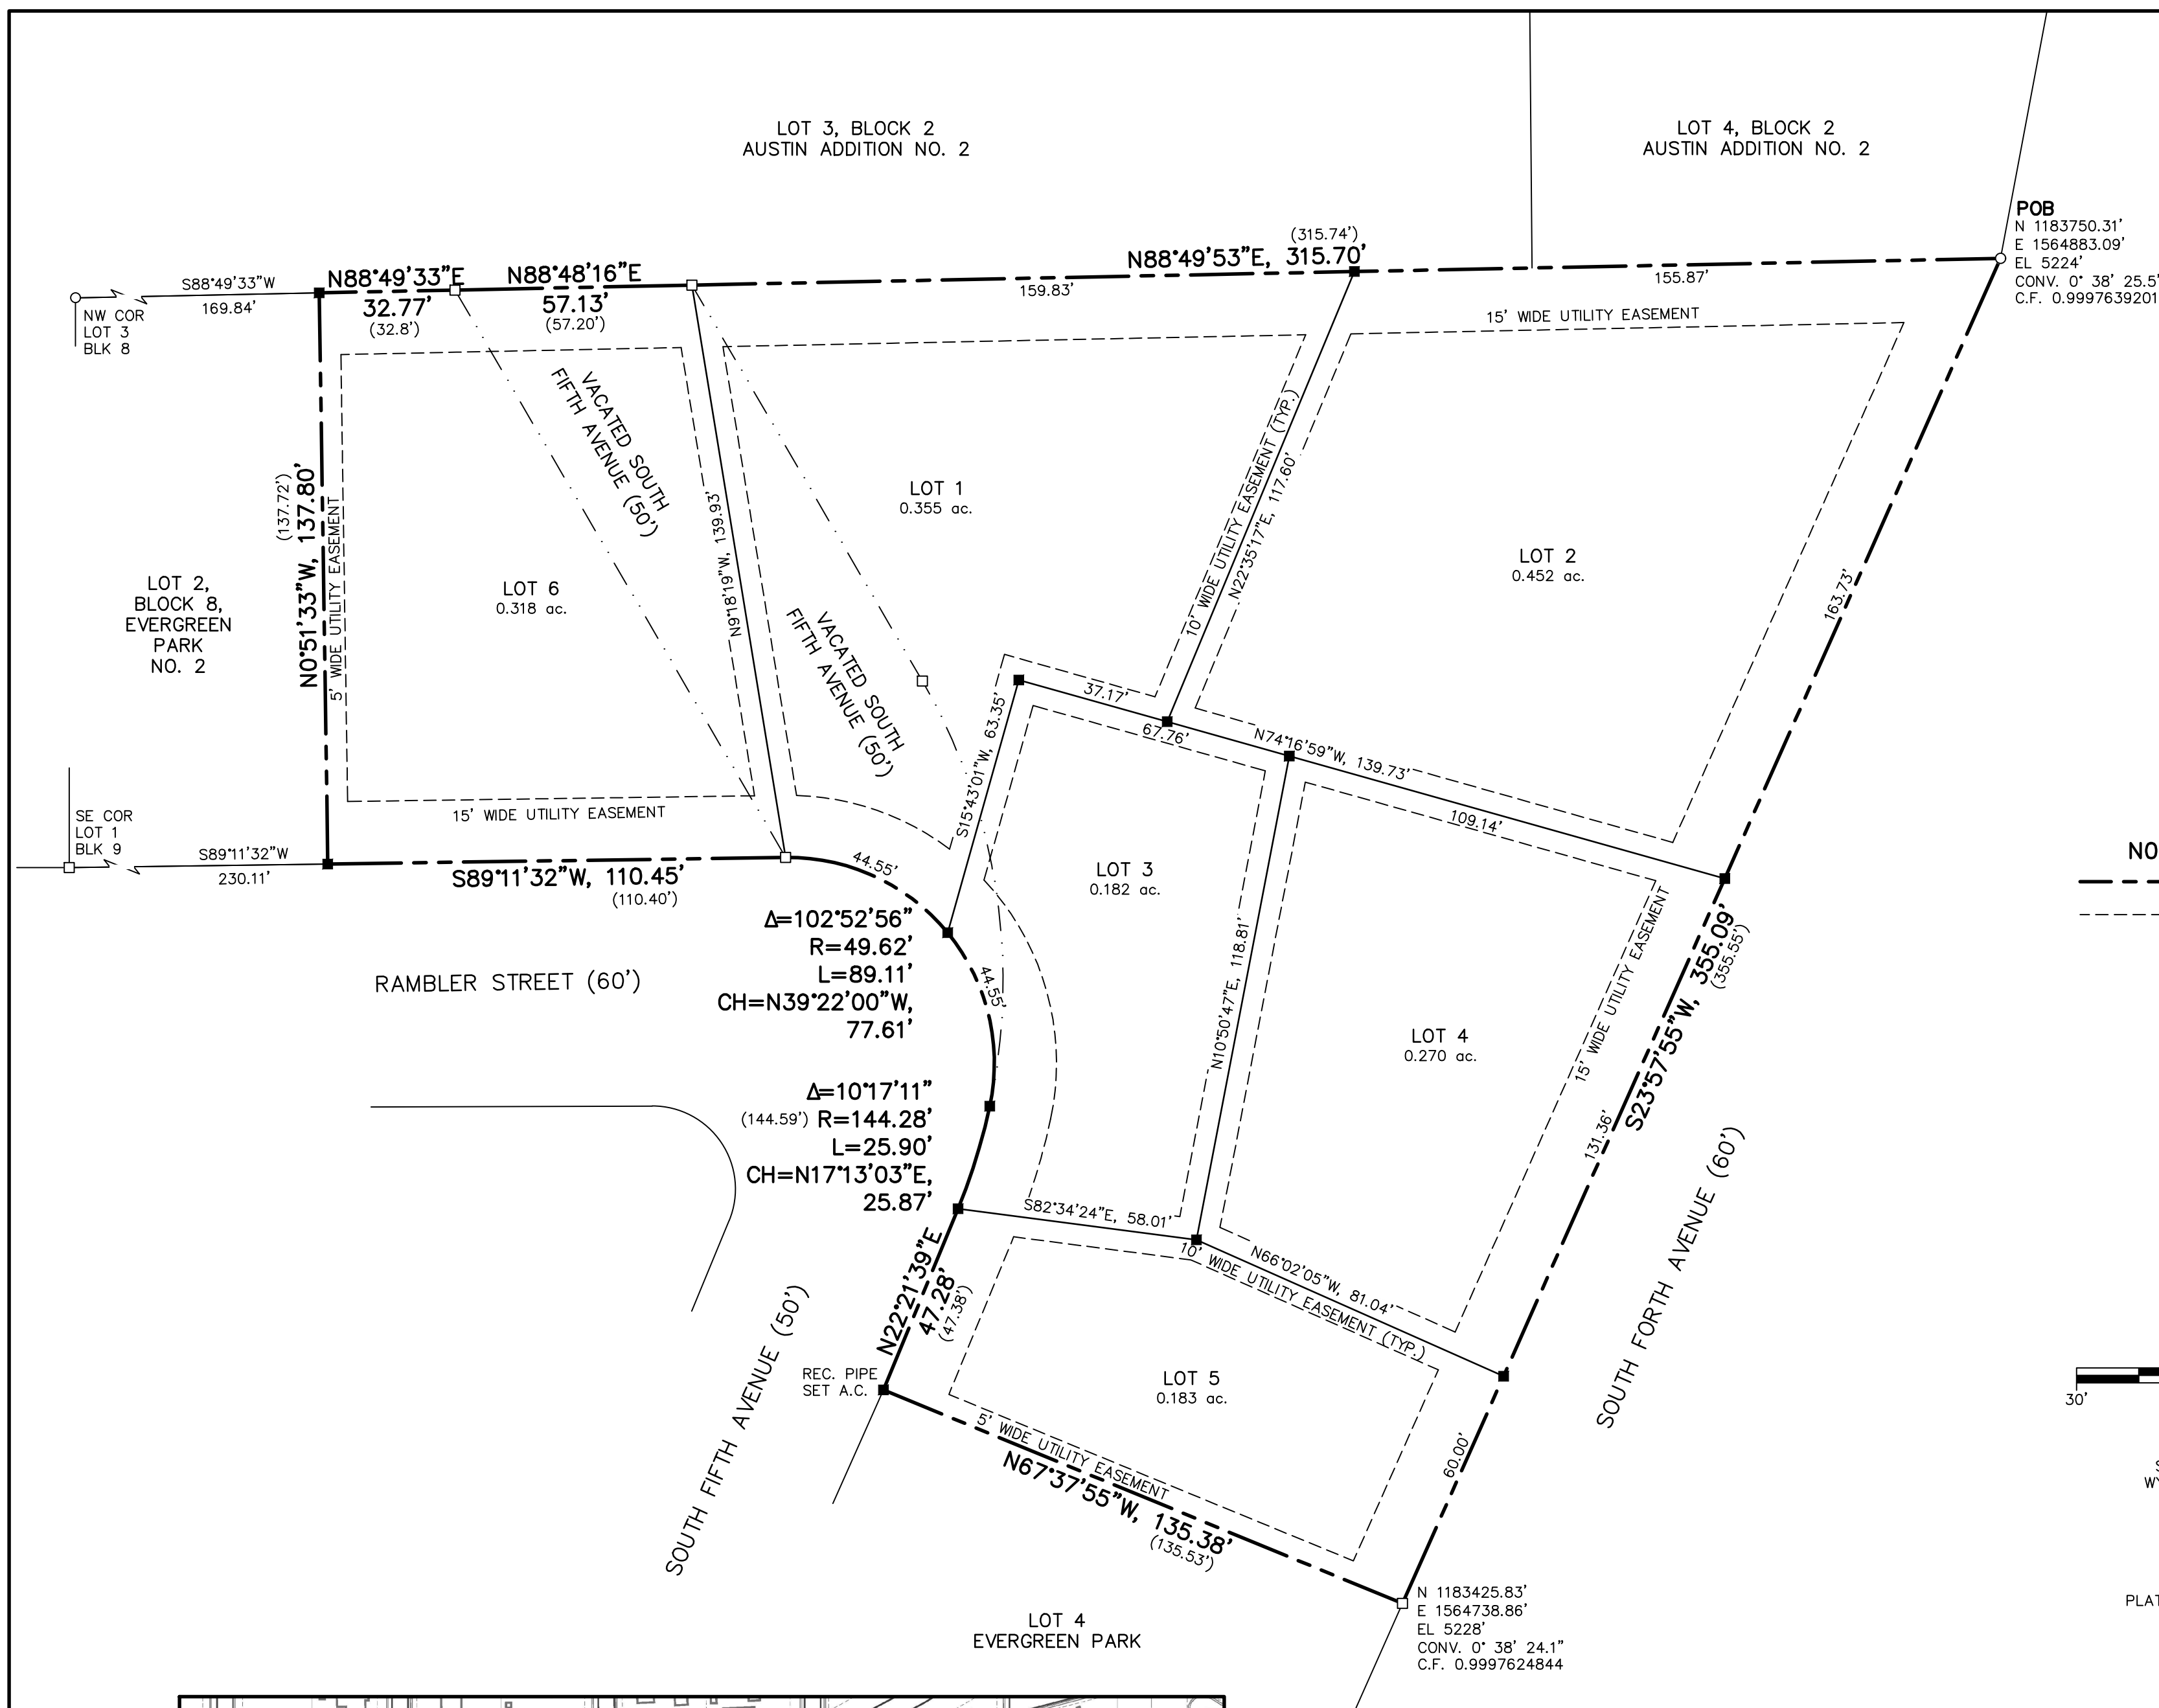 LOT 3, BLOCK 2
AUSTIN ADDITION NO. 2
LOT 4, BLOCK 2
AUSTIN ADDITION NO. 2
POB
N 1183750.31'
E 1564883.09'
EL 5224'
CONV. 0° 38' 25.5"
C.F. 0.9997639201
(315.74')
N88°49'53"E, 315.70'
159.83'
155.87'
S88°49'33"W
169.84'
NW COR
LOT 3
BLK 8
N88°49'33"E
32.77'
(32.8')
N88°48'16"E
57.13'
(57.20')
15' WIDE UTILITY EASEMENT
VACATED SOUTH
FIFTH AVENUE (50')
10' WIDE UTILITY EASEMENT (TYP.)
N22°35'17"E, 117.60'
LOT 1
0.355 ac.
LOT 2
0.452 ac.
LOT 6
0.318 ac.
(137.72')
N0°51'33"W, 137.80'
5' WIDE UTILITY EASEMENT
N9°18'19"W, 139.93'
LOT 2,
BLOCK 8,
EVERGREEN
PARK
NO. 2
163.73'
VACATED SOUTH
FIFTH AVENUE (50')
S15°43'01"W, 63.35'
37.17'
67.76'
N74°16'59"W, 139.73'
109.14'
15' WIDE UTILITY EASEMENT
SE COR
LOT 1
BLK 9
S89°11'32"W
230.11'
S89°11'32"W, 110.45'
(110.40')
44.55'
44.55'
LOT 3
0.182 ac.
Δ=102°52'56"
R=49.62'
L=89.11'
CH=N39°22'00"W,
77.61'
RAMBLER STREET (60')
N10°50'47"E, 118.81'
LOT 4
0.270 ac.
15' WIDE UTILITY EASEMENT
S23°57'55"W, 355.09'
(355.55')
131.36'
NO
Δ=10°17'11"
(144.59') R=144.28'
L=25.90'
CH=N17°13'03"E,
25.87'
S82°34'24"E, 58.01'
N66°02'05"W, 81.04'
10' WIDE UTILITY EASEMENT (TYP.)
N22°21'39"E
47.28'
(47.38')
REC. PIPE
SET A.C.
LOT 5
0.183 ac.
SOUTH FORTH AVENUE (60')
30'
SOUTH FIFTH AVENUE (50')
5' WIDE UTILITY EASEMENT
N67°37'55"W, 135.38'
(135.53')
60.00'
N 1183425.83'
E 1564738.86'
EL 5228'
CONV. 0° 38' 24.1"
C.F. 0.9997624844
LOT 4
EVERGREEN PARK